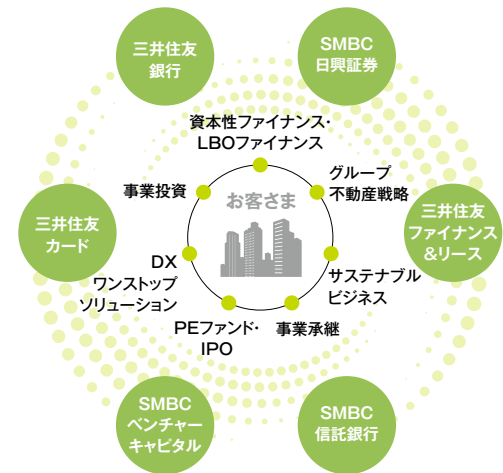 三井住友
銀行
SMBC
日興証券
資本性ファイナンス・
LBOファイナンス
グループ
不動産戦略
事業投資
お客さま
三井住友
カード
三井住友
ファイナンス
&リース
DX
ワンストップ
ソリューション
サステナブル
ビジネス
PEファンド・
IPO
事業承継
SMBC
ベンチャー
キャピタル
SMBC
信託銀行